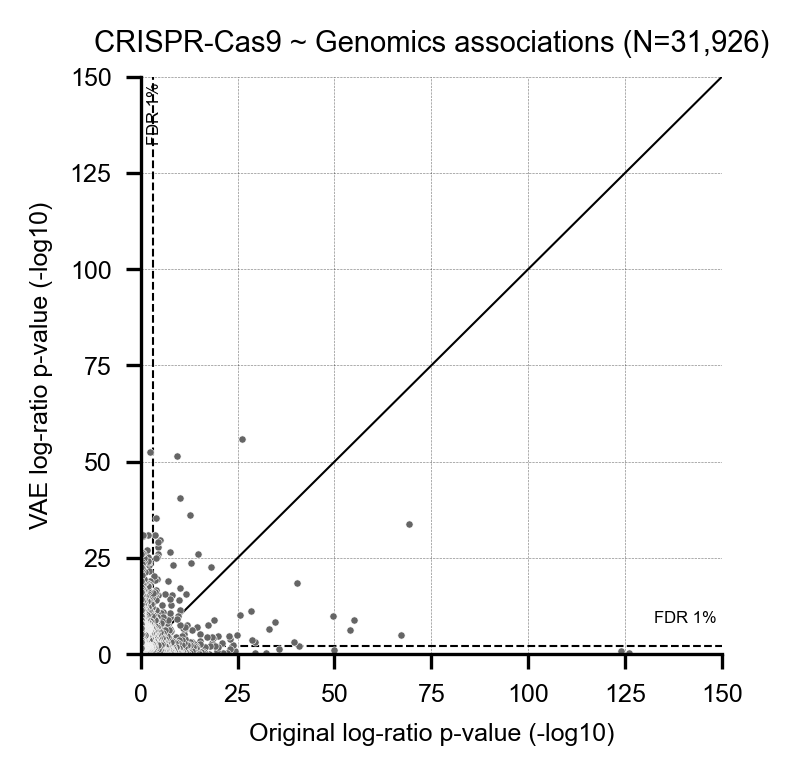 CRISPR-Cas9 ~ Genomics associations (N=31,926)
150
FDR 1%
125
100
75
50
25
0
VAE log-ratio p-value (-log10)
FDR 1%
0 25 50 75 100 125 150
Original log-ratio p-value (-log10)